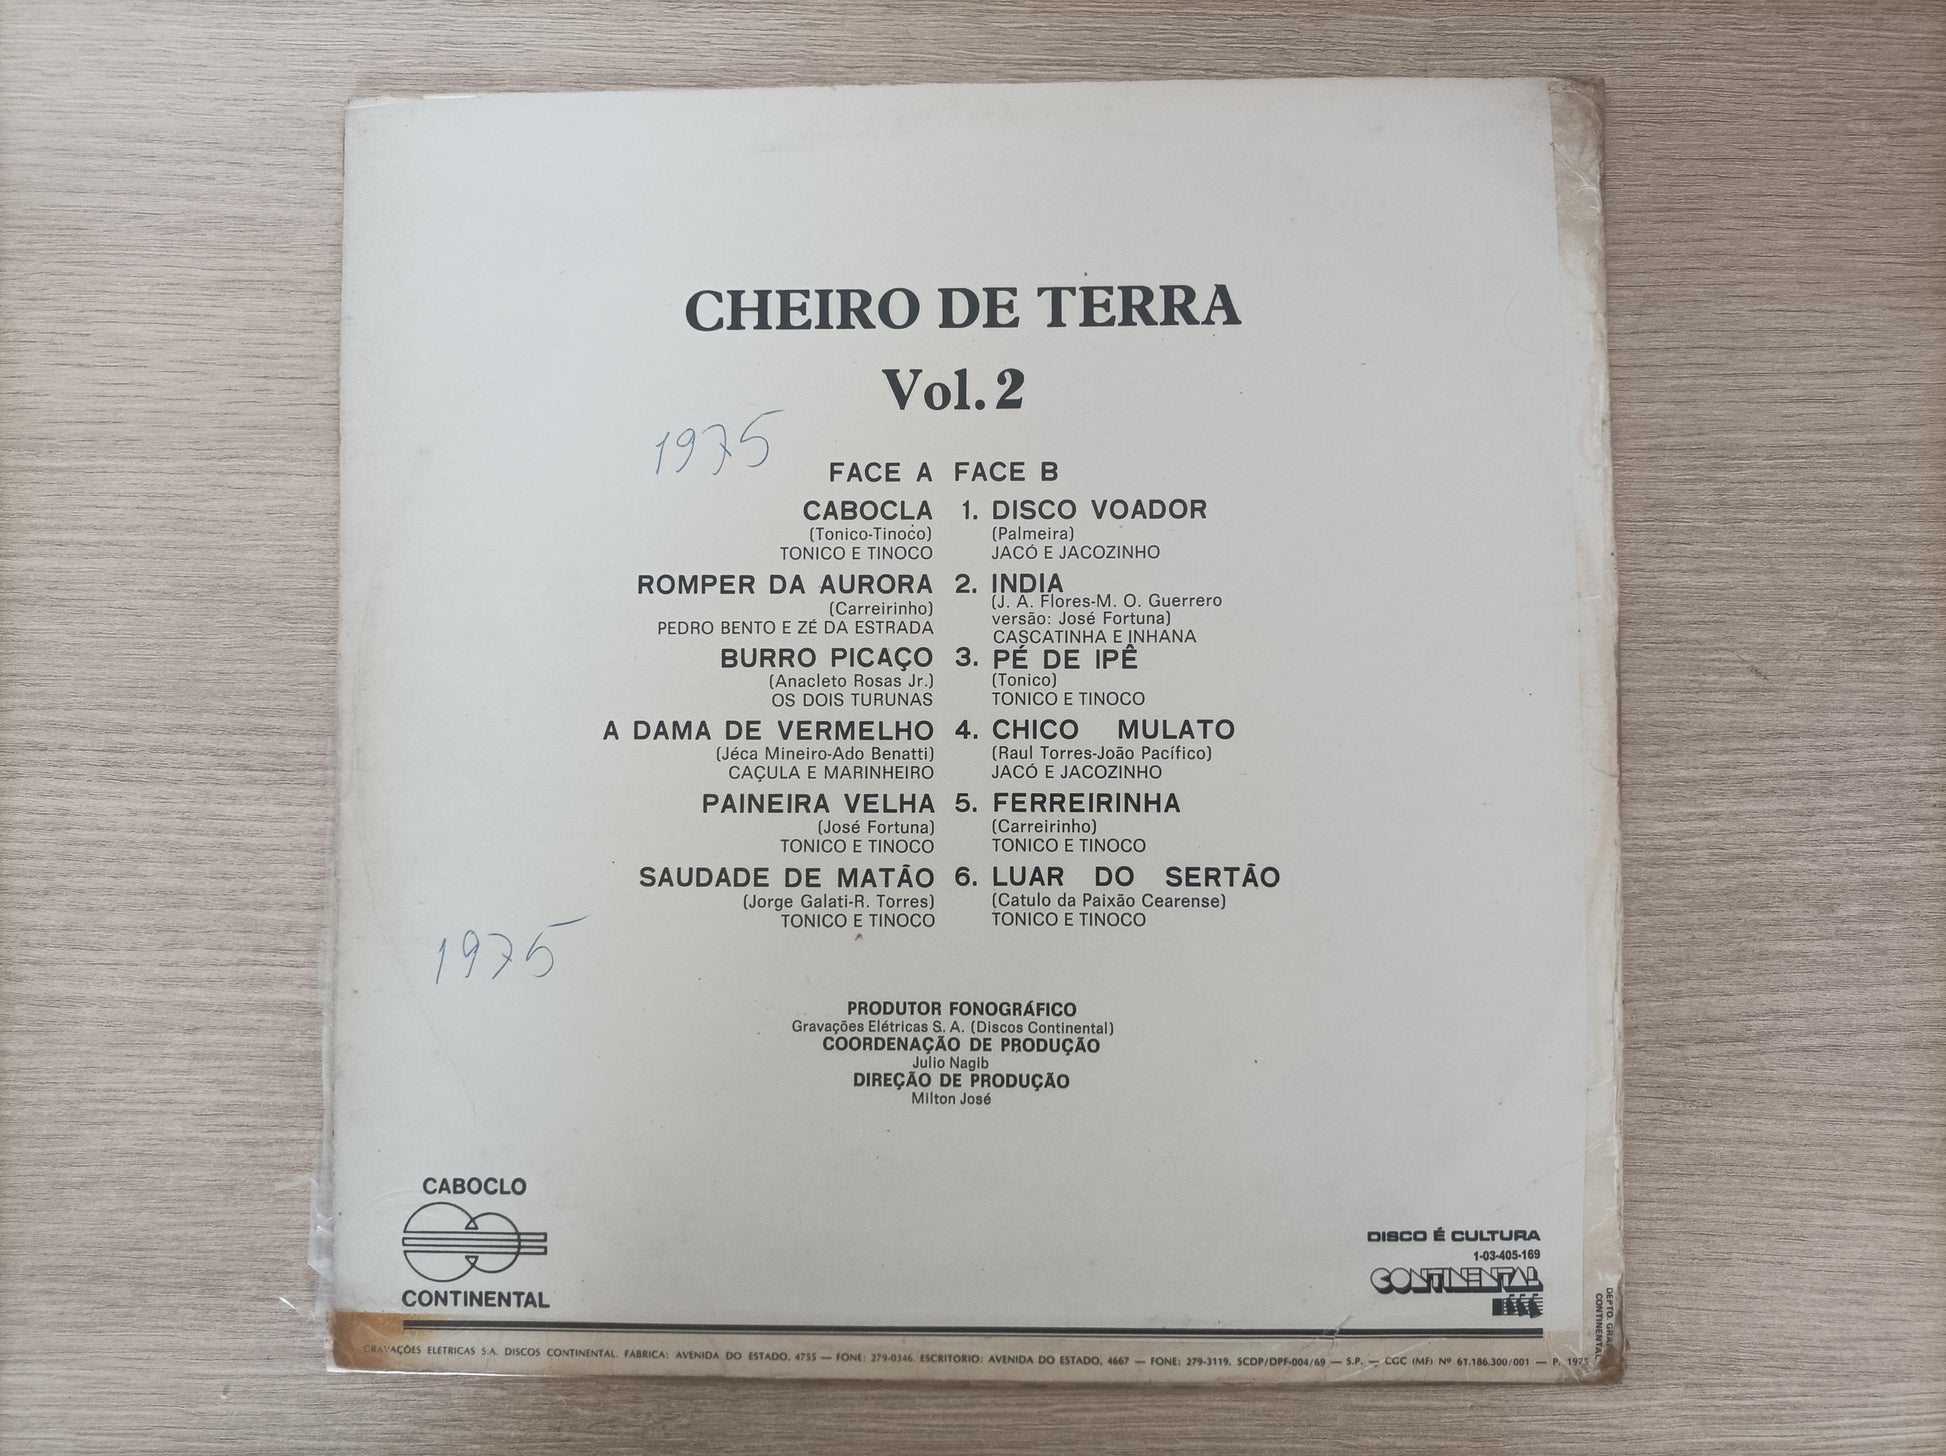 CHEIRO DE TERRA
Vol. 2
1975
FACE A
CABOCLA
(Tonico-Tinoco)
TONICO E TINOCO
ROMPER DA AURORA
(Carreirinho)
PEDRO BENTO E ZÉ DA ESTRADA
BURRO PICAÇO
(Anacleto Rosas Jr.)
OS DOIS TURUNAS
A DAMA DE VERMELHO
(Jéca Mineiro-Ado Benatti)
CAÇULA E MARINHEIRO
PAINEIRA VELHA
(José Fortuna)
TONICO E TINOCO
SAUDADE DE MATÃO
(Jorge Galati-R. Torres)
TONICO E TINOCO
FACE B
1. DISCO VOADOR
(Palmeira)
JACÓ E JACOZINHO
2. INDIA
(J. A. Flores-M. O. Guerrero
versão: José Fortuna)
CASCATINHA E INHANA
3. PÉ DE IPÊ
(Tonico)
TONICO E TINOCO
4. CHICO MULATO
(Raul Torres-João Pacífico)
JACÓ E JACOZINHO
5. FERREIRINHA
(Carreirinho)
TONICO E TINOCO
6. LUAR DO SERTÃO
(Catulo da Paixão Cearense)
TONICO E TINOCO
1975
PRODUTOR FONOGRÁFICO
Gravações Elétricas S. A. (Discos Continental)
COORDENAÇÃO DE PRODUÇÃO
Julio Nagib
DIREÇÃO DE PRODUÇÃO
Milton José
CABOCLO
CONTINENTAL
DISCO É CULTURA
1-03-405-169
CONTINENTAL
GRAVAÇÕES ELÉTRICAS S.A. DISCOS CONTINENTAL. FÁBRICA: AVENIDA DO ESTADO, 4755 — FONE: 279-0346. ESCRITÓRIO: AVENIDA DO ESTADO, 4667 — FONE: 279-3119. SCDP/DPF-004/69 — S.P. — CGC (MF) Nº 61.186.300/001 — P. 1975
DEPTO.
CONTINENTAL